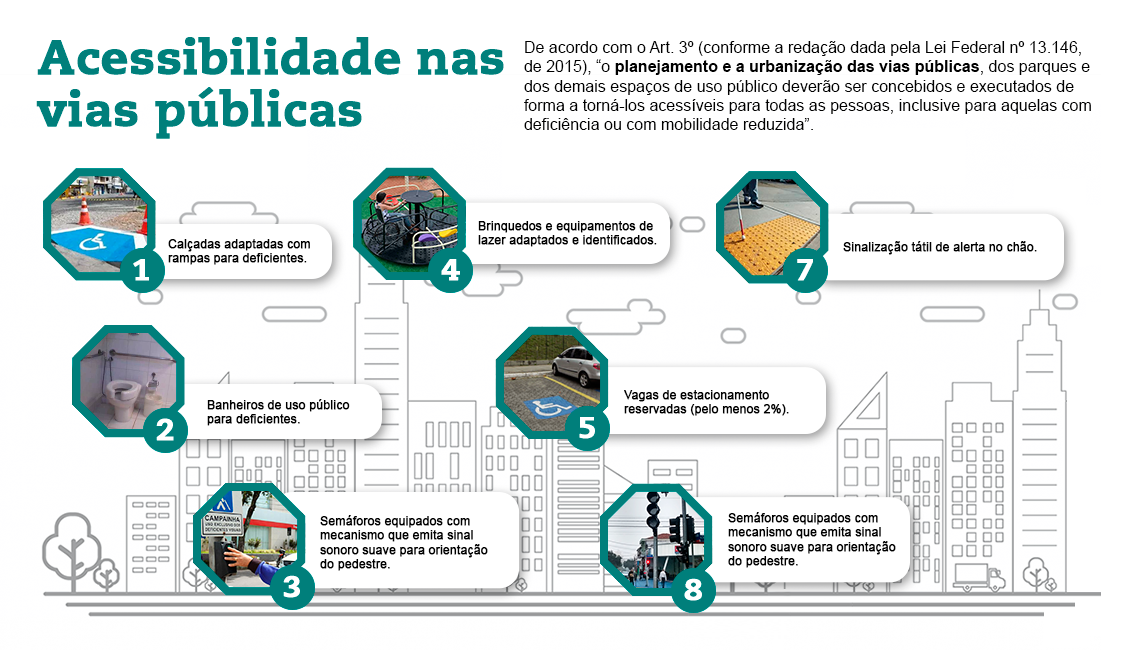 Acessibilidade nas
vias públicas
De acordo com o Art. 3º (conforme a redação dada pela Lei Federal nº 13.146,
de 2015), “o planejamento e a urbanização das vias públicas, dos parques e
dos demais espaços de uso público deverão ser concebidos e executados de
forma a torná-los acessíveis para todas as pessoas, inclusive para aquelas com
deficiência ou com mobilidade reduzida”.
1
Calçadas adaptadas com
rampas para deficientes.
4
Brinquedos e equipamentos de
lazer adaptados e identificados.
7
Sinalização tátil de alerta no chão.
2
Banheiros de uso público
para deficientes.
5
Vagas de estacionamento
reservadas (pelo menos 2%).
CAMPAINHA
USO EXCLUSIVO DOS
DEFICIENTES VISUAIS
3
Semáforos equipados com
mecanismo que emita sinal
sonoro suave para orientação
do pedestre.
8
Semáforos equipados com
mecanismo que emita sinal
sonoro suave para orientação
do pedestre.